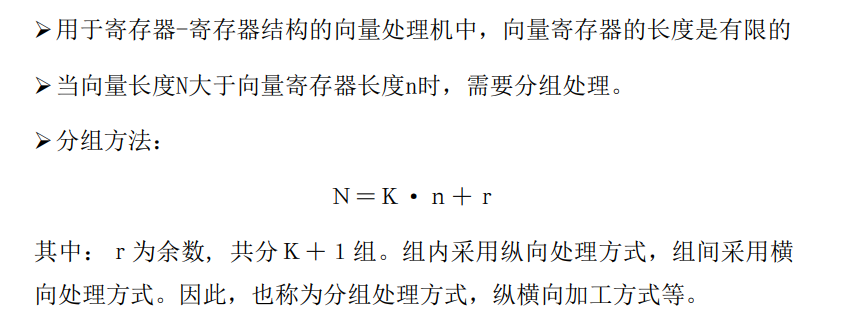 ➢用于寄存器-寄存器结构的向量处理机中，向量寄存器的长度是有限的
➢当向量长度N大于向量寄存器长度n时，需要分组处理。
➢分组方法：
N＝K·n＋r
其中：r为余数，共分K＋1组。组内采用纵向处理方式，组间采用横
向处理方式。因此，也称为分组处理方式，纵横向加工方式等。